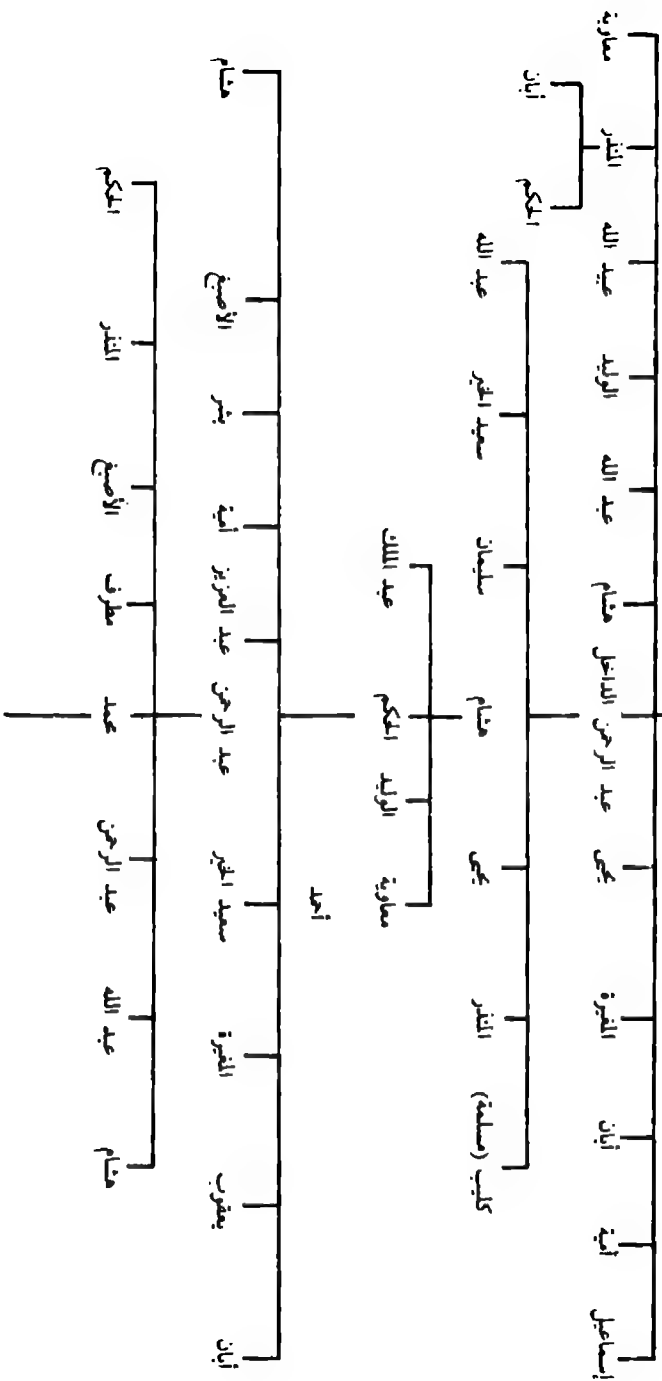 إسماعيل أمية أبان المغيرة يحيى عبد الرحمن الداخل هشام عبد الله الوليد عبيد الله المنذر معاوية
الحكم أبان
كليب (مسلمة) المنذر يحيى هشام سليمان سعيد الخير عبد الله
معاوية الوليد الحكم عبد الملك
أحمد
أبان يعقوب المغيرة سعيد الخير عبد الرحمن عبد العزيز أمية بشر الأصبغ هشام
هشام عبد الله عبد الرحمن محمد مطرف الأصبغ المنذر الحكم